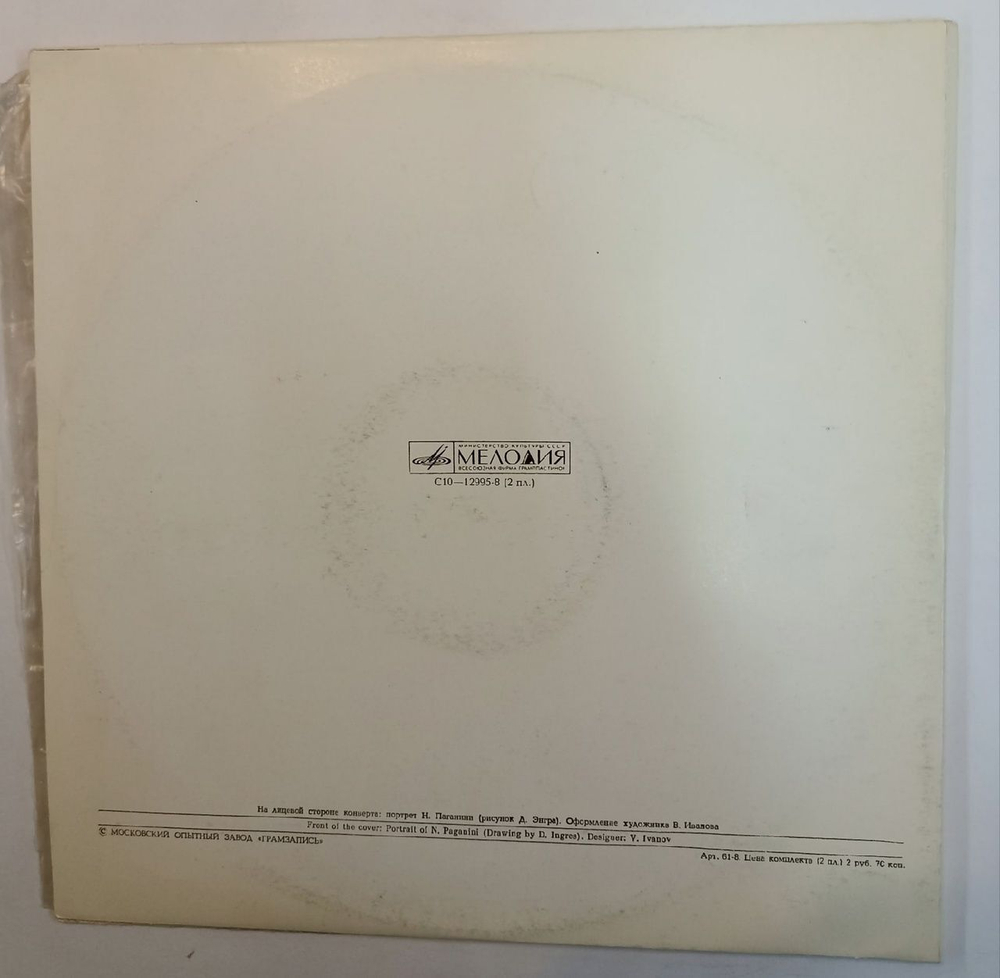 МИНИСТЕРСТВО КУЛЬТУРЫ СССР
МЕЛОДИЯ
ВСЕСОЮЗНАЯ ФИРМА ГРАМПЛАСТИНОК
С10—12995-8 (2 пл.)
На лицевой стороне конверта: портрет Н. Паганини (рисунок Д. Энгра). Оформление художника В. Иванова
Front of the cover: Portrait of N. Paganini (Drawing by D. Ingres). Designer: V. Ivanov
© МОСКОВСКИЙ ОПЫТНЫЙ ЗАВОД «ГРАМЗАПИСЬ»
Арт. 61-8. Цена комплекта (2 пл.) 2 руб. 70 коп.